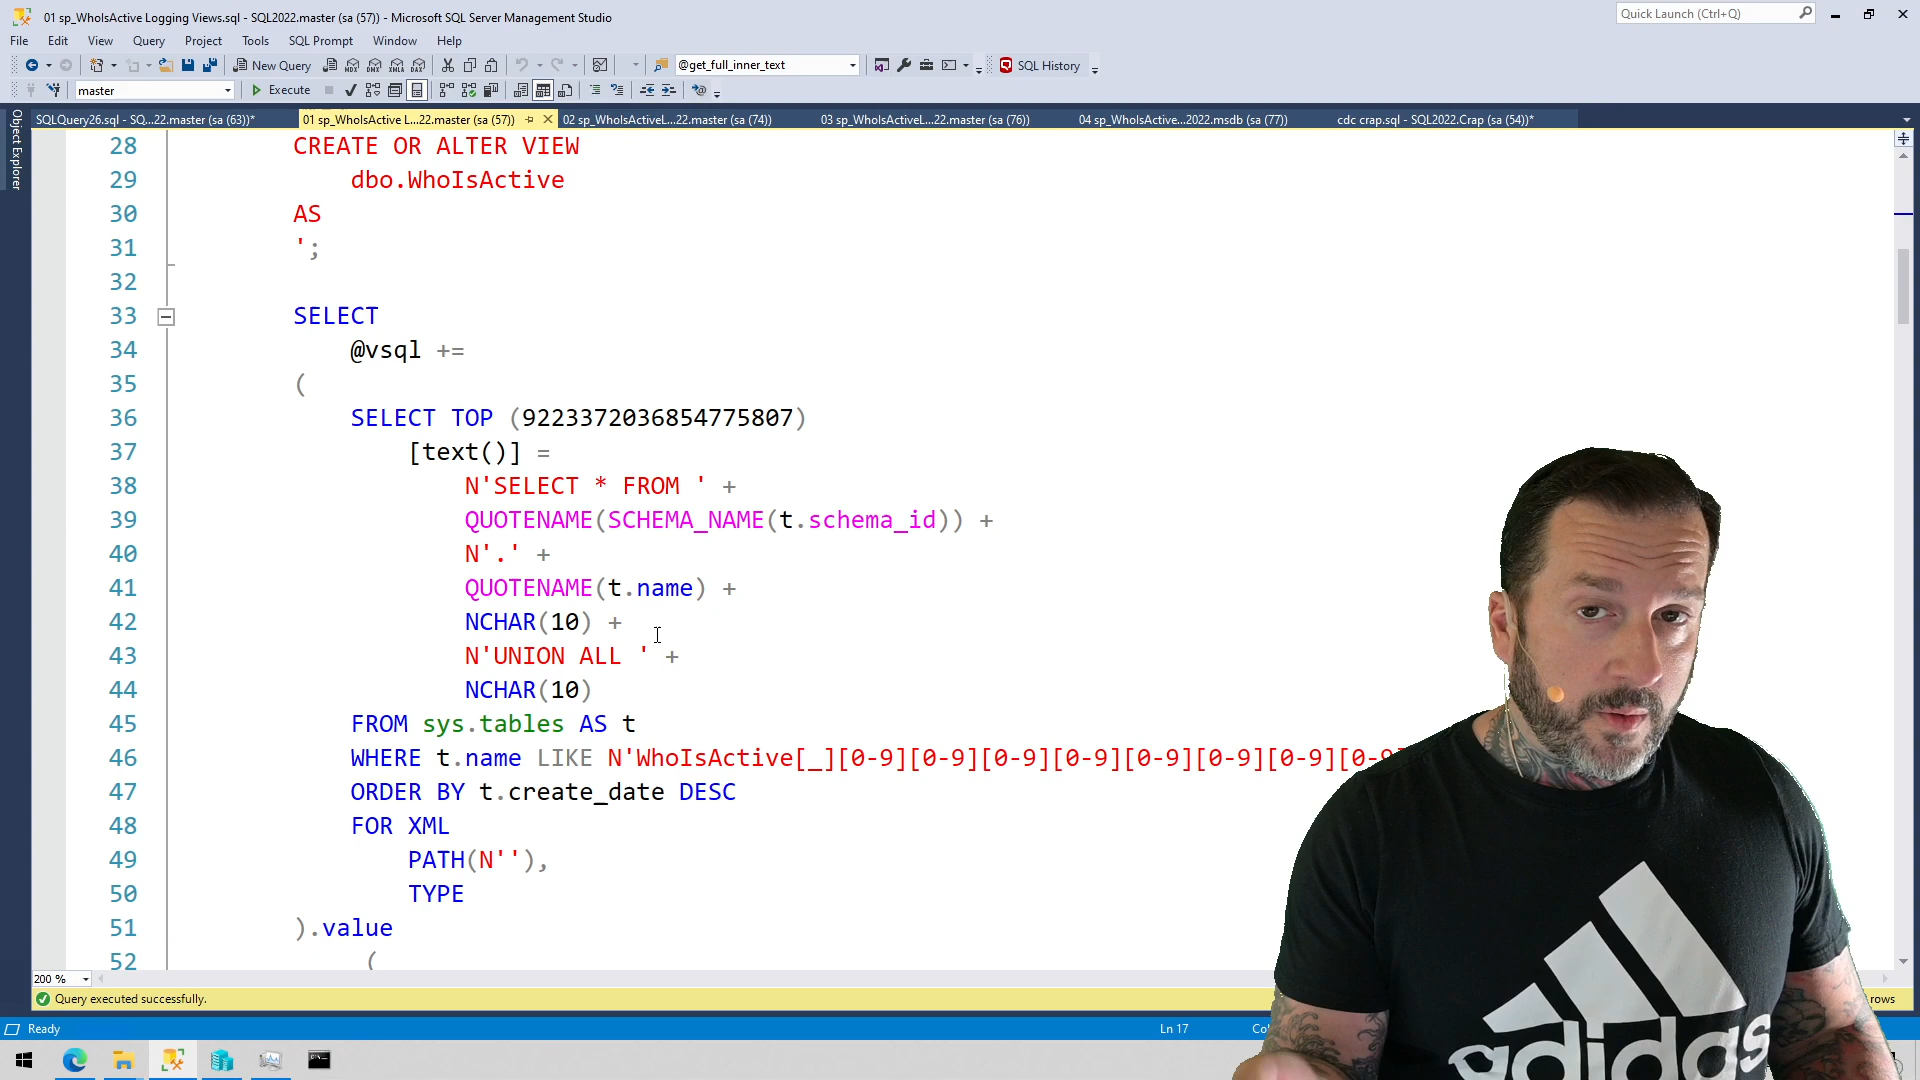 01 sp_WhoIsActive Logging Views.sql - SQL2022.master (sa (57)) - Microsoft SQL Server Management Studio
Quick Launch (Ctrl+Q)
File Edit View Query Project Tools SQL Prompt Window Help
New Query MDX DMX XMLA DAX @get_full_inner_text SQL History
master Execute
SQLQuery26.sql - SQ...22.master (sa (63))* 01 sp_WhoIsActive L...22.master (sa (57)) 02 sp_WhoIsActiveL...22.master (sa (74)) 03 sp_WhoIsActiveL...22.master (sa (76)) 04 sp_WhoIsActive...2022.msdb (sa (77)) cdc crap.sql - SQL2022.Crap (sa (54))*
Object Explorer
28 CREATE OR ALTER VIEW
29 dbo.WhoIsActive
30 AS
31 ';
32
33 SELECT
34 @vsql +=
35 (
36 SELECT TOP (9223372036854775807)
37 [text()] =
38 N'SELECT * FROM ' +
39 QUOTENAME(SCHEMA_NAME(t.schema_id)) +
40 N'.' +
41 QUOTENAME(t.name) +
42 NCHAR(10) +
43 N'UNION ALL ' +
44 NCHAR(10)
45 FROM sys.tables AS t
46 WHERE t.name LIKE N'WhoIsActive[_][0-9][0-9][0-9][0-9][0-9][0-9][0-9][0-9]
47 ORDER BY t.create_date DESC
48 FOR XML
49 PATH(N''),
50 TYPE
51 ).value
52 (
200 %
Query executed successfully.
rows
Ready
Ln 17
adidas